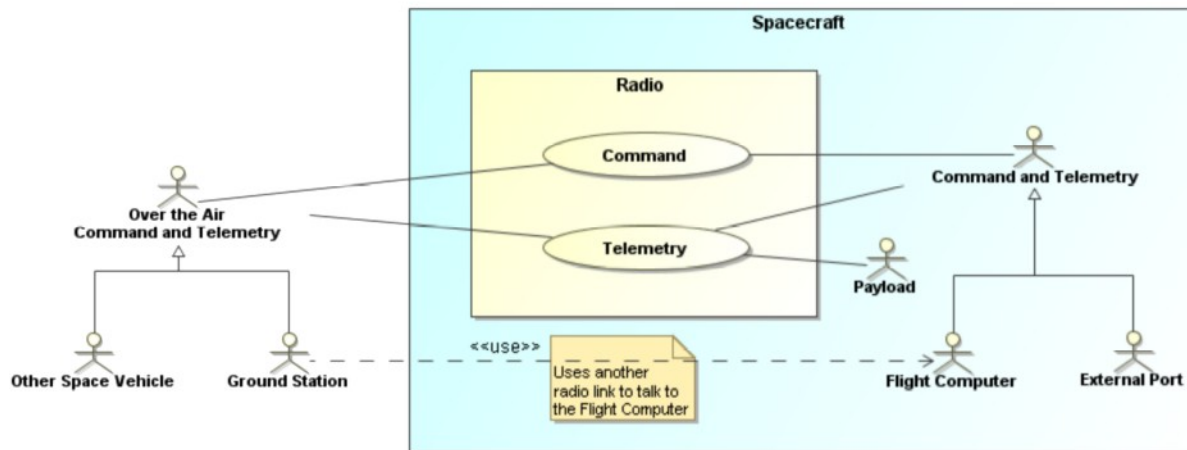 Spacecraft
Radio
Command
Command and Telemetry
Over the Air
Command and Telemetry
Telemetry
Payload
<<use>>
Uses another
radio link to talk to
the Flight Computer
Other Space Vehicle
Ground Station
Flight Computer
External Port